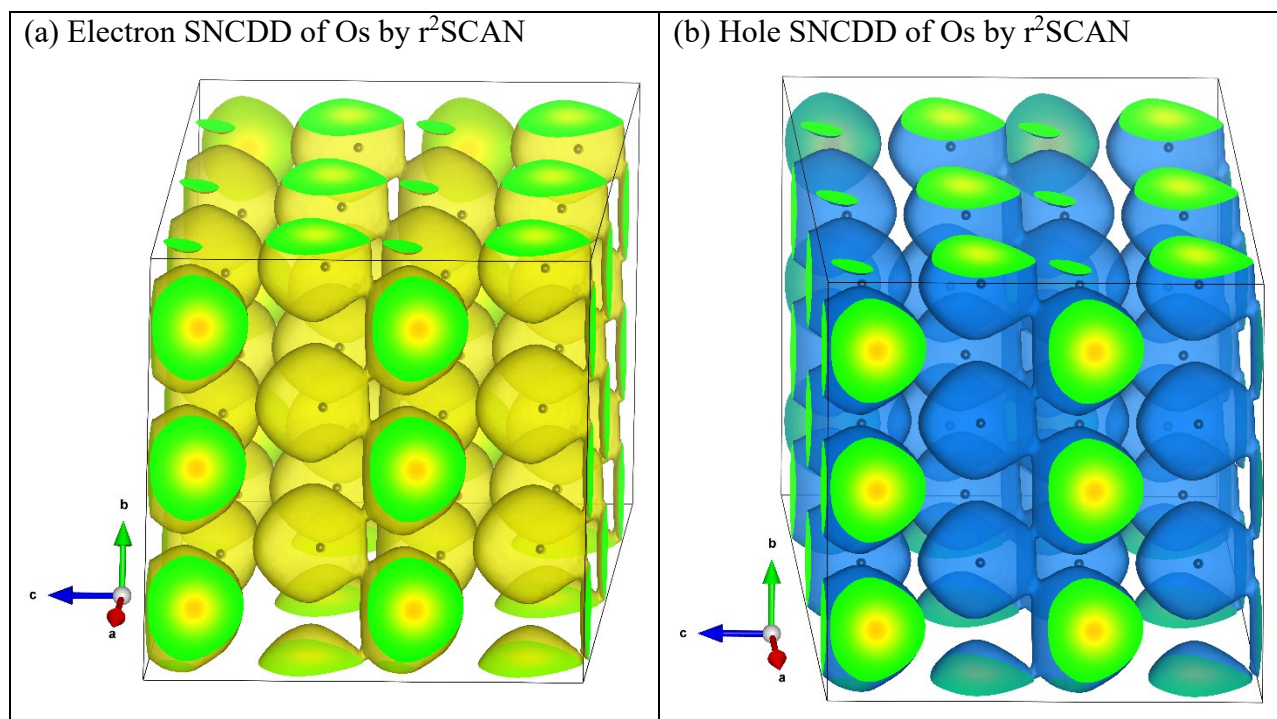 (a) Electron SNCDD of Os by r²SCAN
(b) Hole SNCDD of Os by r²SCAN
b
c
a
b
c
a